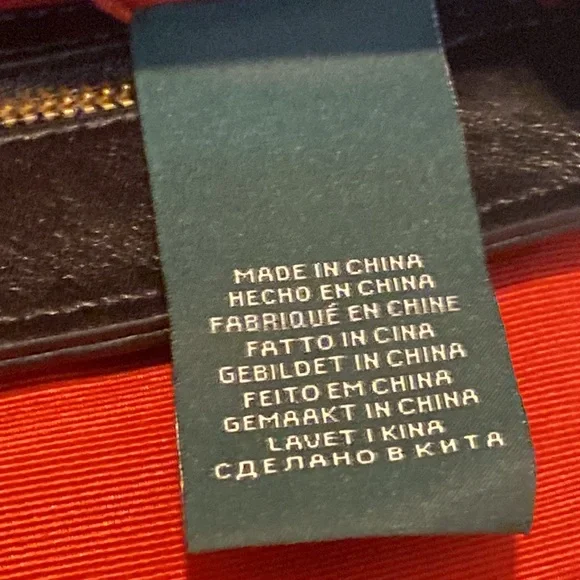 MADE IN CHINA
HECHO EN CHINA
FABRIQUÉ EN CHINE
FATTO IN CINA
GEBILDET IN CHINA
FEITO EM CHINA
GEMAAKT IN CHINA
LAVET I KINA
СДЕЛАНО В КИТА